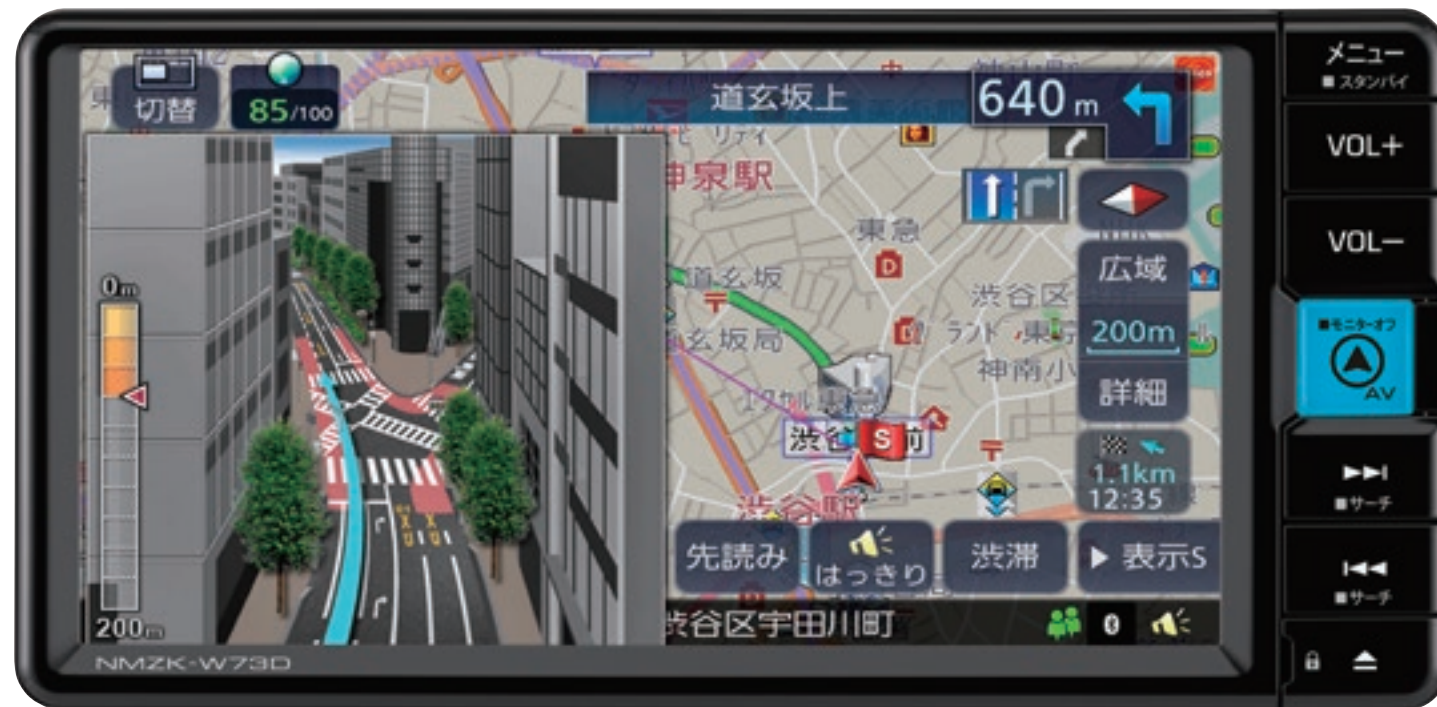 切替
85/100
道玄坂上
640 m
リティ
神泉駅
東急
D
道玄坂
〒
玄坂局
渋谷区
神南小
広域
200m
詳細
0m
200m
渋谷
S
前
〒
渋谷駅
1.1km
12:35
先読み
はっきり
渋滞
▶ 表示S
渋谷区宇田川町
NMZK-W73D
メニュー
■ スタンバイ
VOL+
VOL−
■モニターオフ
AV
▶▶I
■サーチ
I◀◀
■サーチ